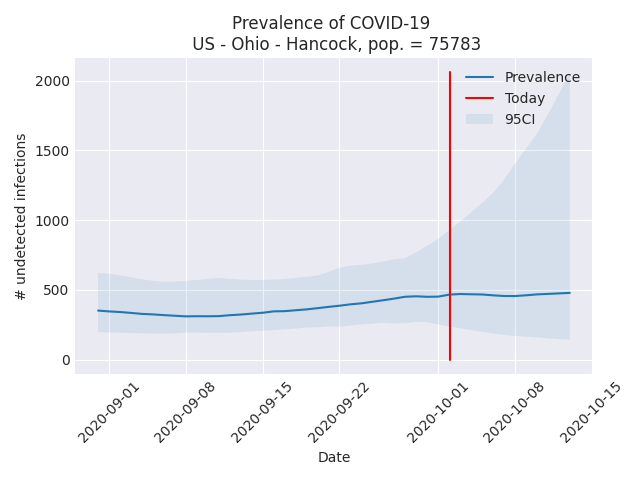 Prevalence of COVID-19
US - Ohio - Hancock, pop. = 75783
Prevalence
Today
95CI
# undetected infections
2000
1500
1000
500
0
2020-09-01
2020-09-08
2020-09-15
2020-09-22
2020-10-01
2020-10-08
2020-10-15
Date